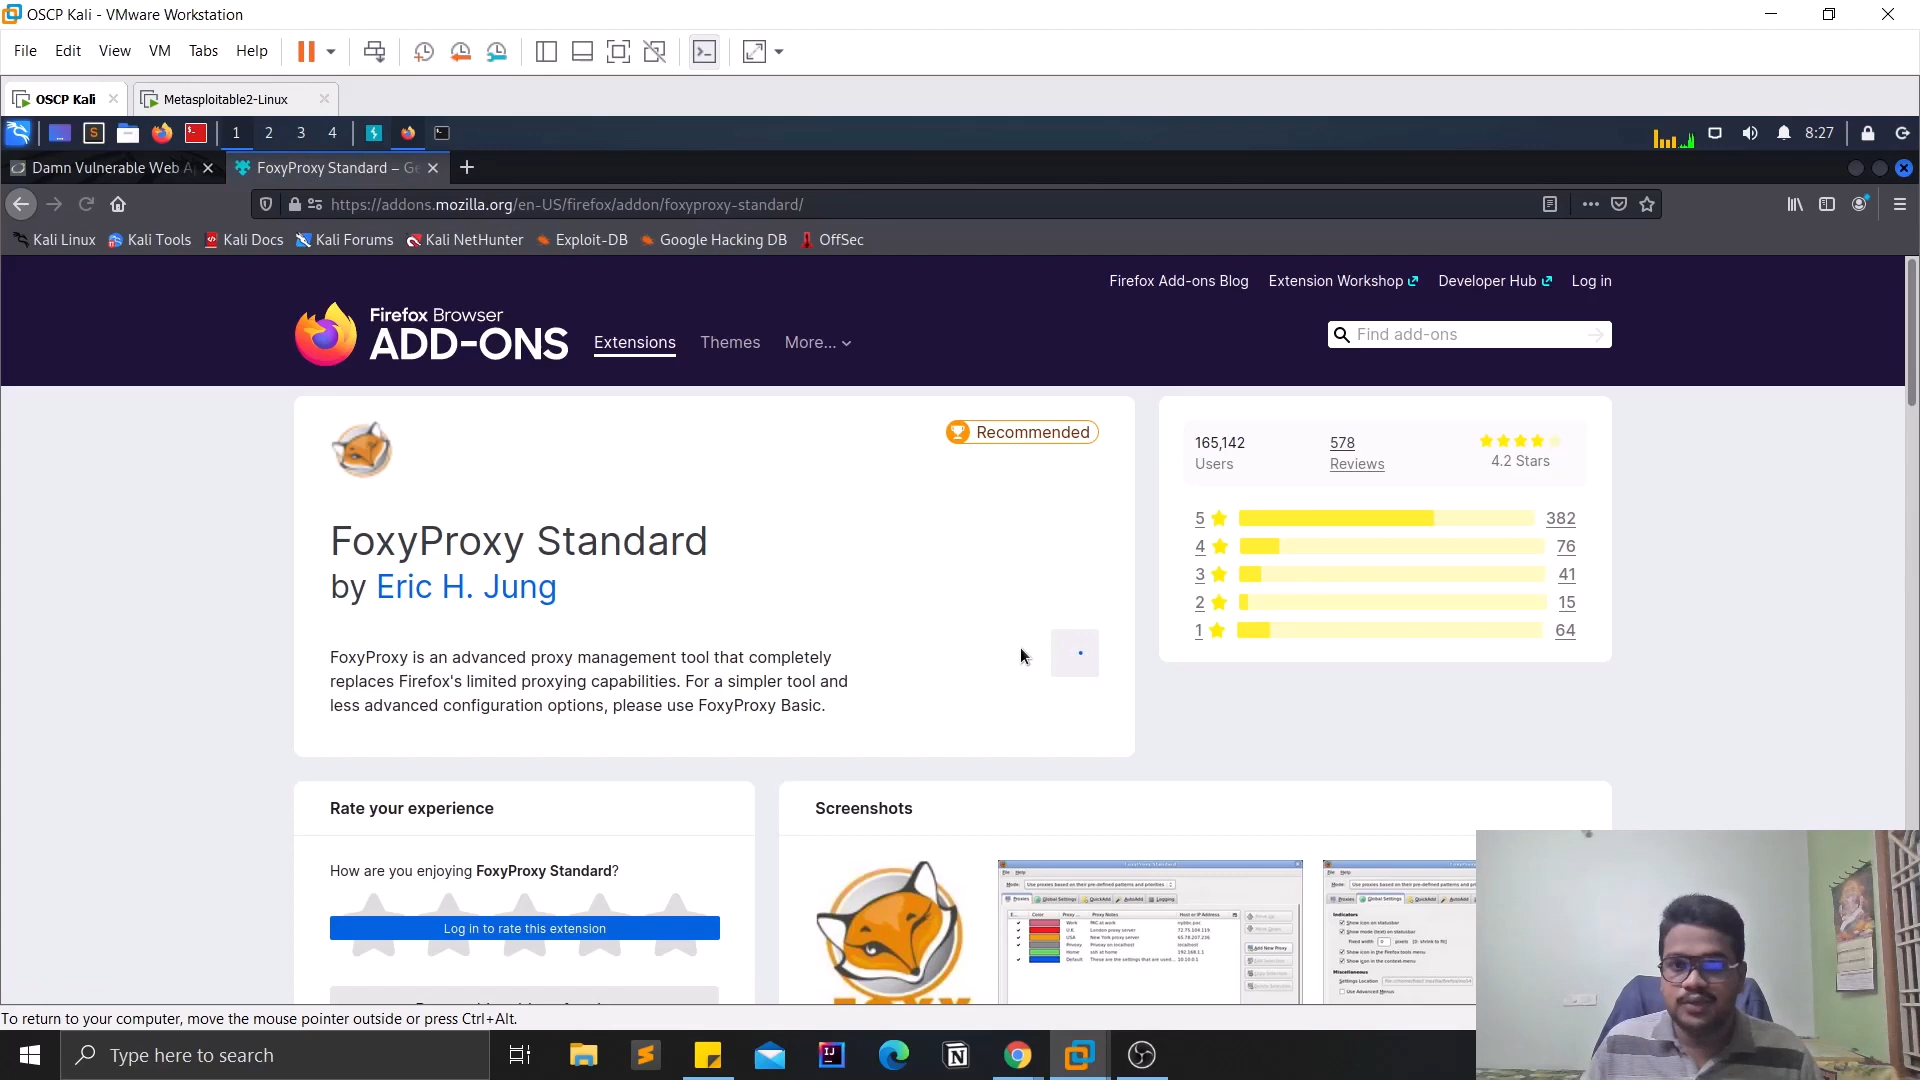 OSCP Kali - VMware Workstation
File Edit View VM Tabs Help
OSCP Kali
Metasploitable2-Linux
1 2 3 4
8:27
Damn Vulnerable Web A
FoxyProxy Standard – Ge
https://addons.mozilla.org/en-US/firefox/addon/foxyproxy-standard/
Kali Linux Kali Tools Kali Docs Kali Forums Kali NetHunter Exploit-DB Google Hacking DB OffSec
Firefox Add-ons Blog Extension Workshop Developer Hub Log in
Firefox Browser
ADD-ONS
Extensions Themes More...
Find add-ons
Recommended
FoxyProxy Standard
by Eric H. Jung
FoxyProxy is an advanced proxy management tool that completely
replaces Firefox's limited proxying capabilities. For a simpler tool and
less advanced configuration options, please use FoxyProxy Basic.
165,142
Users
578
Reviews
4.2 Stars
5 382
4 76
3 41
2 15
1 64
Rate your experience
How are you enjoying FoxyProxy Standard?
Log in to rate this extension
Screenshots
FOXY
To return to your computer, move the mouse pointer outside or press Ctrl+Alt.
Type here to search